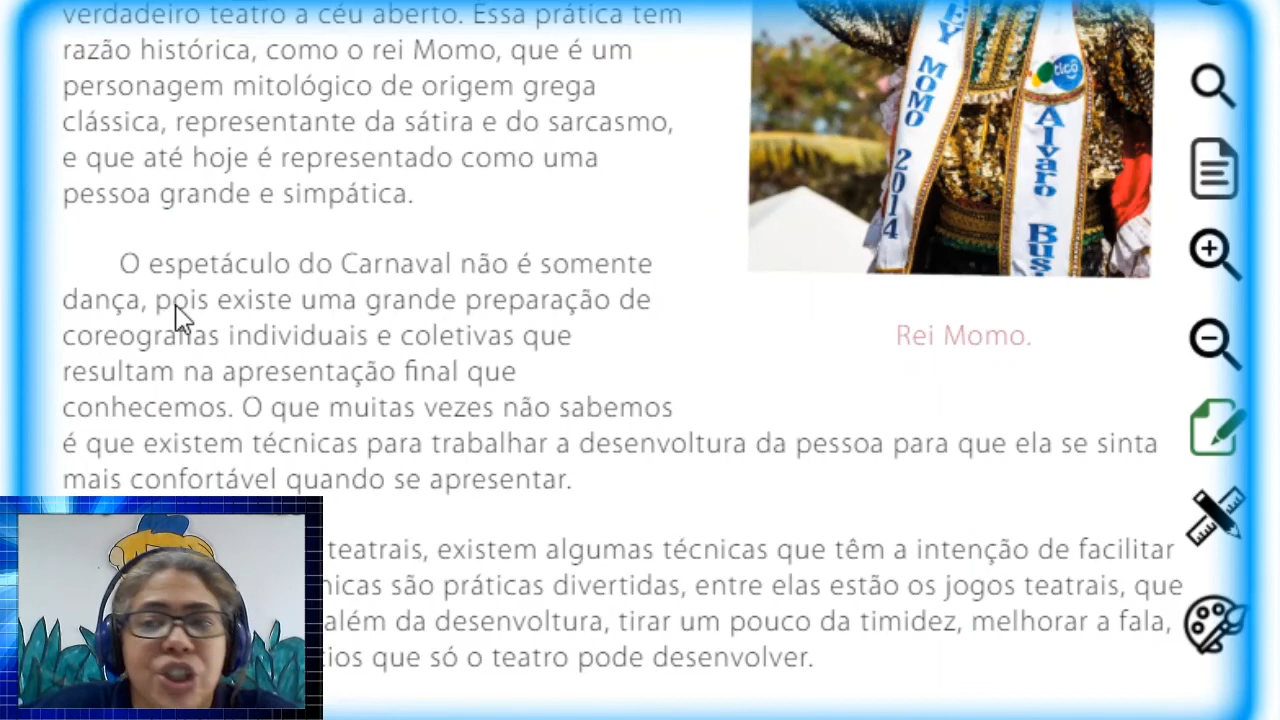 verdadeiro teatro a céu aberto. Essa prática tem
razão histórica, como o rei Momo, que é um
personagem mitológico de origem grega
clássica, representante da sátira e do sarcasmo,
e que até hoje é representado como uma
pessoa grande e simpática.
O espetáculo do Carnaval não é somente
dança, pois existe uma grande preparação de
coreografias individuais e coletivas que
resultam na apresentação final que
conhecemos. O que muitas vezes não sabemos
é que existem técnicas para trabalhar a desenvoltura da pessoa para que ela se sinta
mais confortável quando se apresentar.
teatrais, existem algumas técnicas que têm a intenção de facilitar
são práticas divertidas, entre elas estão os jogos teatrais, que
além da desenvoltura, tirar um pouco da timidez, melhorar a fala,
que só o teatro pode desenvolver.
MOMO 2014
tigo
Alvaro
Rei Momo.